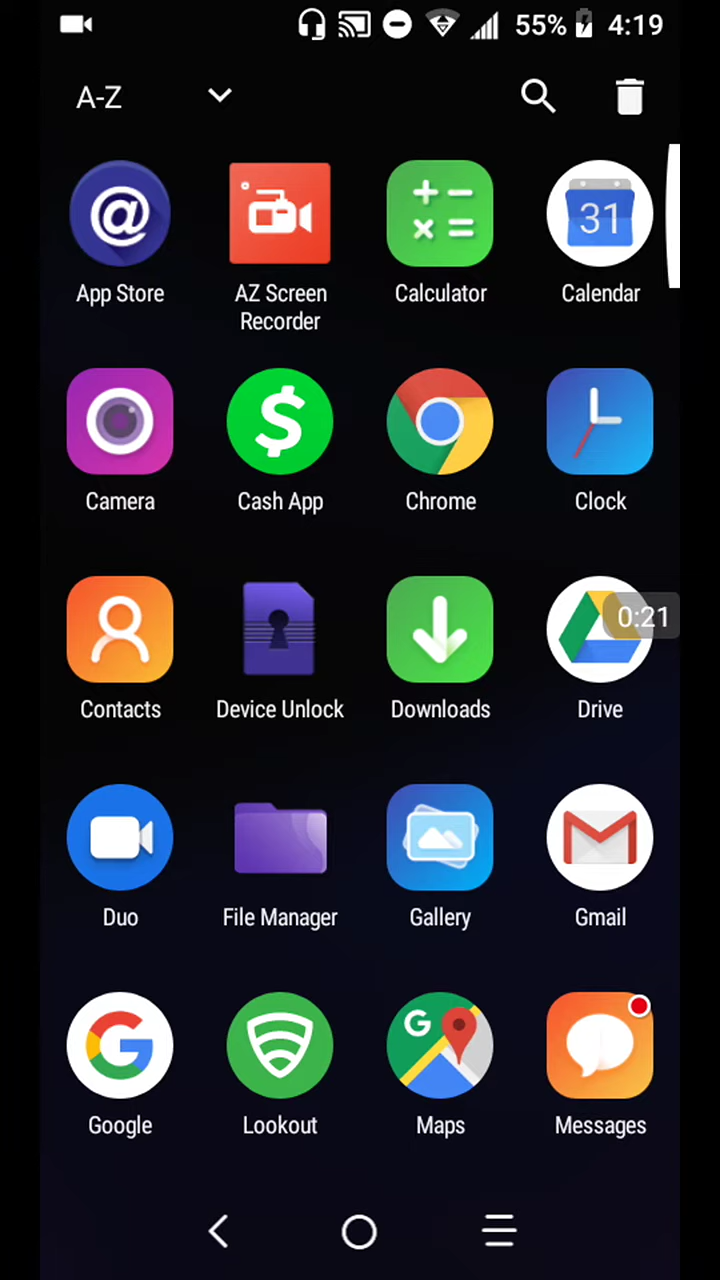 55% 4:19
A-Z
31
App Store AZ Screen Recorder Calculator Calendar
Camera Cash App Chrome Clock
0:21
Contacts Device Unlock Downloads Drive
Duo File Manager Gallery Gmail
Google Lookout Maps Messages